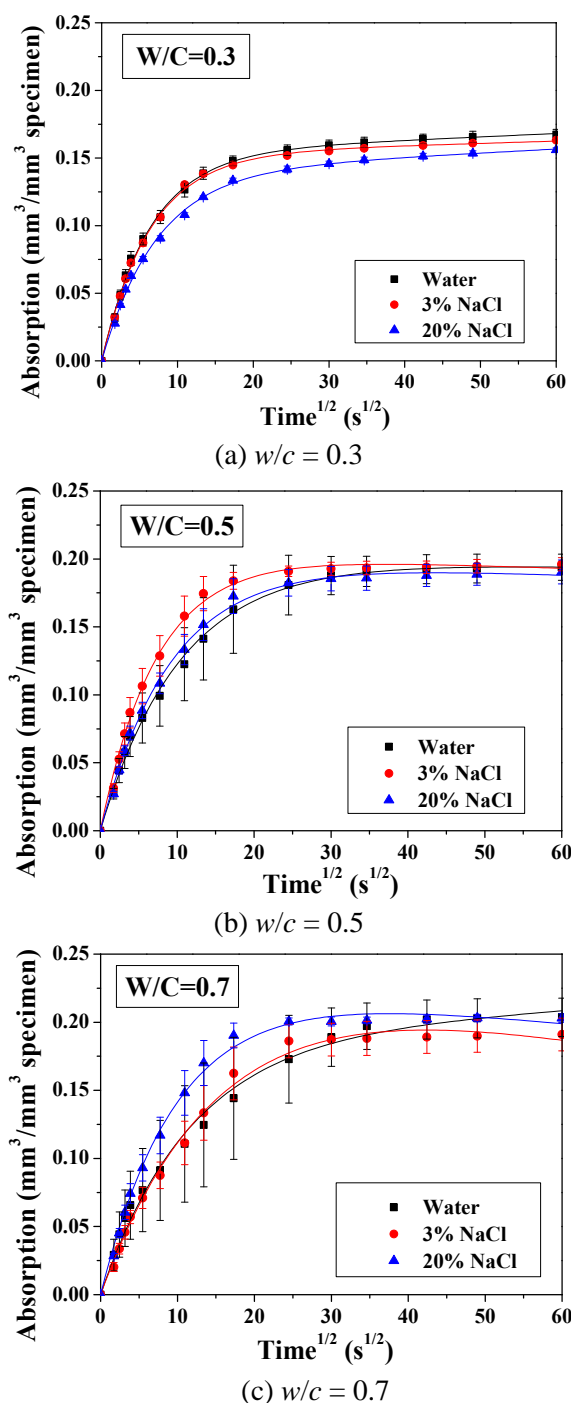 W/C=0.3
Absorption (mm³/mm³ specimen)
0.25
0.20
0.15
0.10
0.05
0.00
Water
3% NaCl
20% NaCl
0 10 20 30 40 50 60
Time¹/² (s¹/²)
(a) w/c = 0.3
W/C=0.5
Absorption (mm³/mm³ specimen)
0.25
0.20
0.15
0.10
0.05
0.00
Water
3% NaCl
20% NaCl
0 10 20 30 40 50 60
Time¹/² (s¹/²)
(b) w/c = 0.5
W/C=0.7
Absorption (mm³/mm³ specimen)
0.25
0.20
0.15
0.10
0.05
0.00
Water
3% NaCl
20% NaCl
0 10 20 30 40 50 60
Time¹/² (s¹/²)
(c) w/c = 0.7